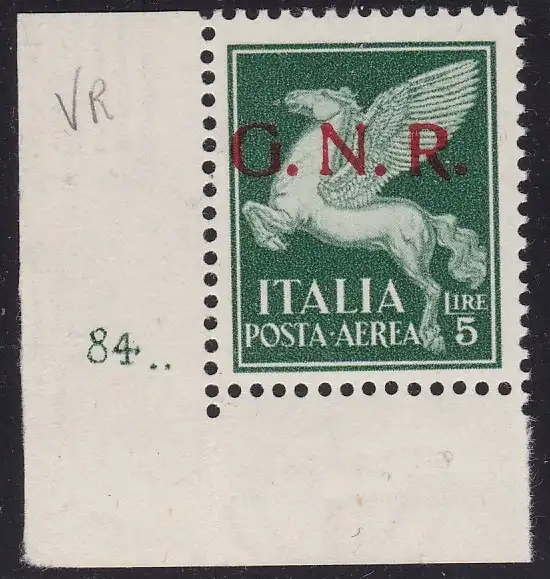 VR
G. N. R.
ITALIA
POSTA·AEREA
LIRE
5
84..